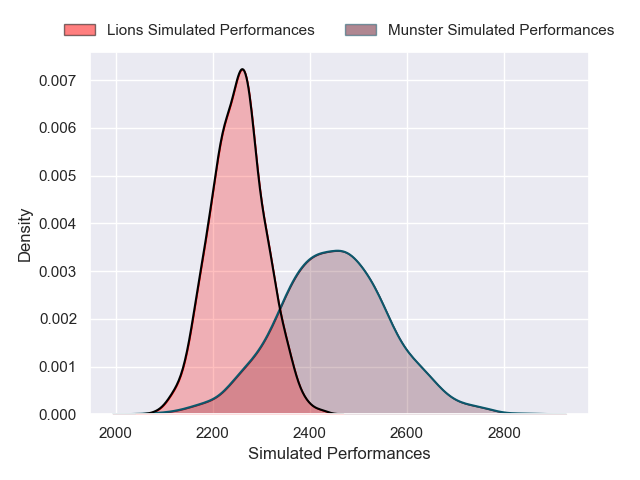 Lions Simulated Performances Munster Simulated Performances
0.007
0.006
0.005
0.004
0.003
0.002
0.001
0.000
Density
2000 2200 2400 2600 2800
Simulated Performances